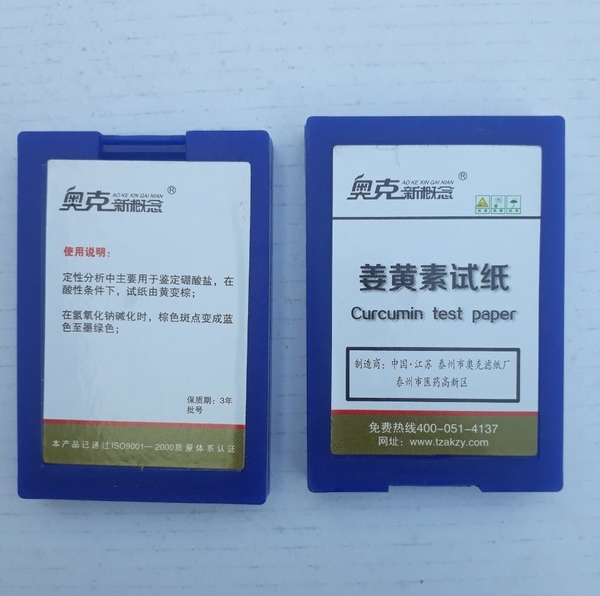 AO KE XIN GAI NIAN
奥克新概念®
使用说明:
定性分析中主要用于鉴定硼酸盐，在
酸性条件下，试纸由黄变棕;
在氢氧化钠碱化时，棕色斑点变成蓝
色至墨绿色;
保质期：3年
批号
本产品已通过ISO9001—2000质量体系认证
AO KE XIN GAI NIAN
奥克新概念®
姜黄素试纸
Curcumin test paper
制造商：中国·江苏 泰州市奥克滤纸厂
泰州市医药高新区
免费热线400-051-4137
网址：www.tzakzy.com